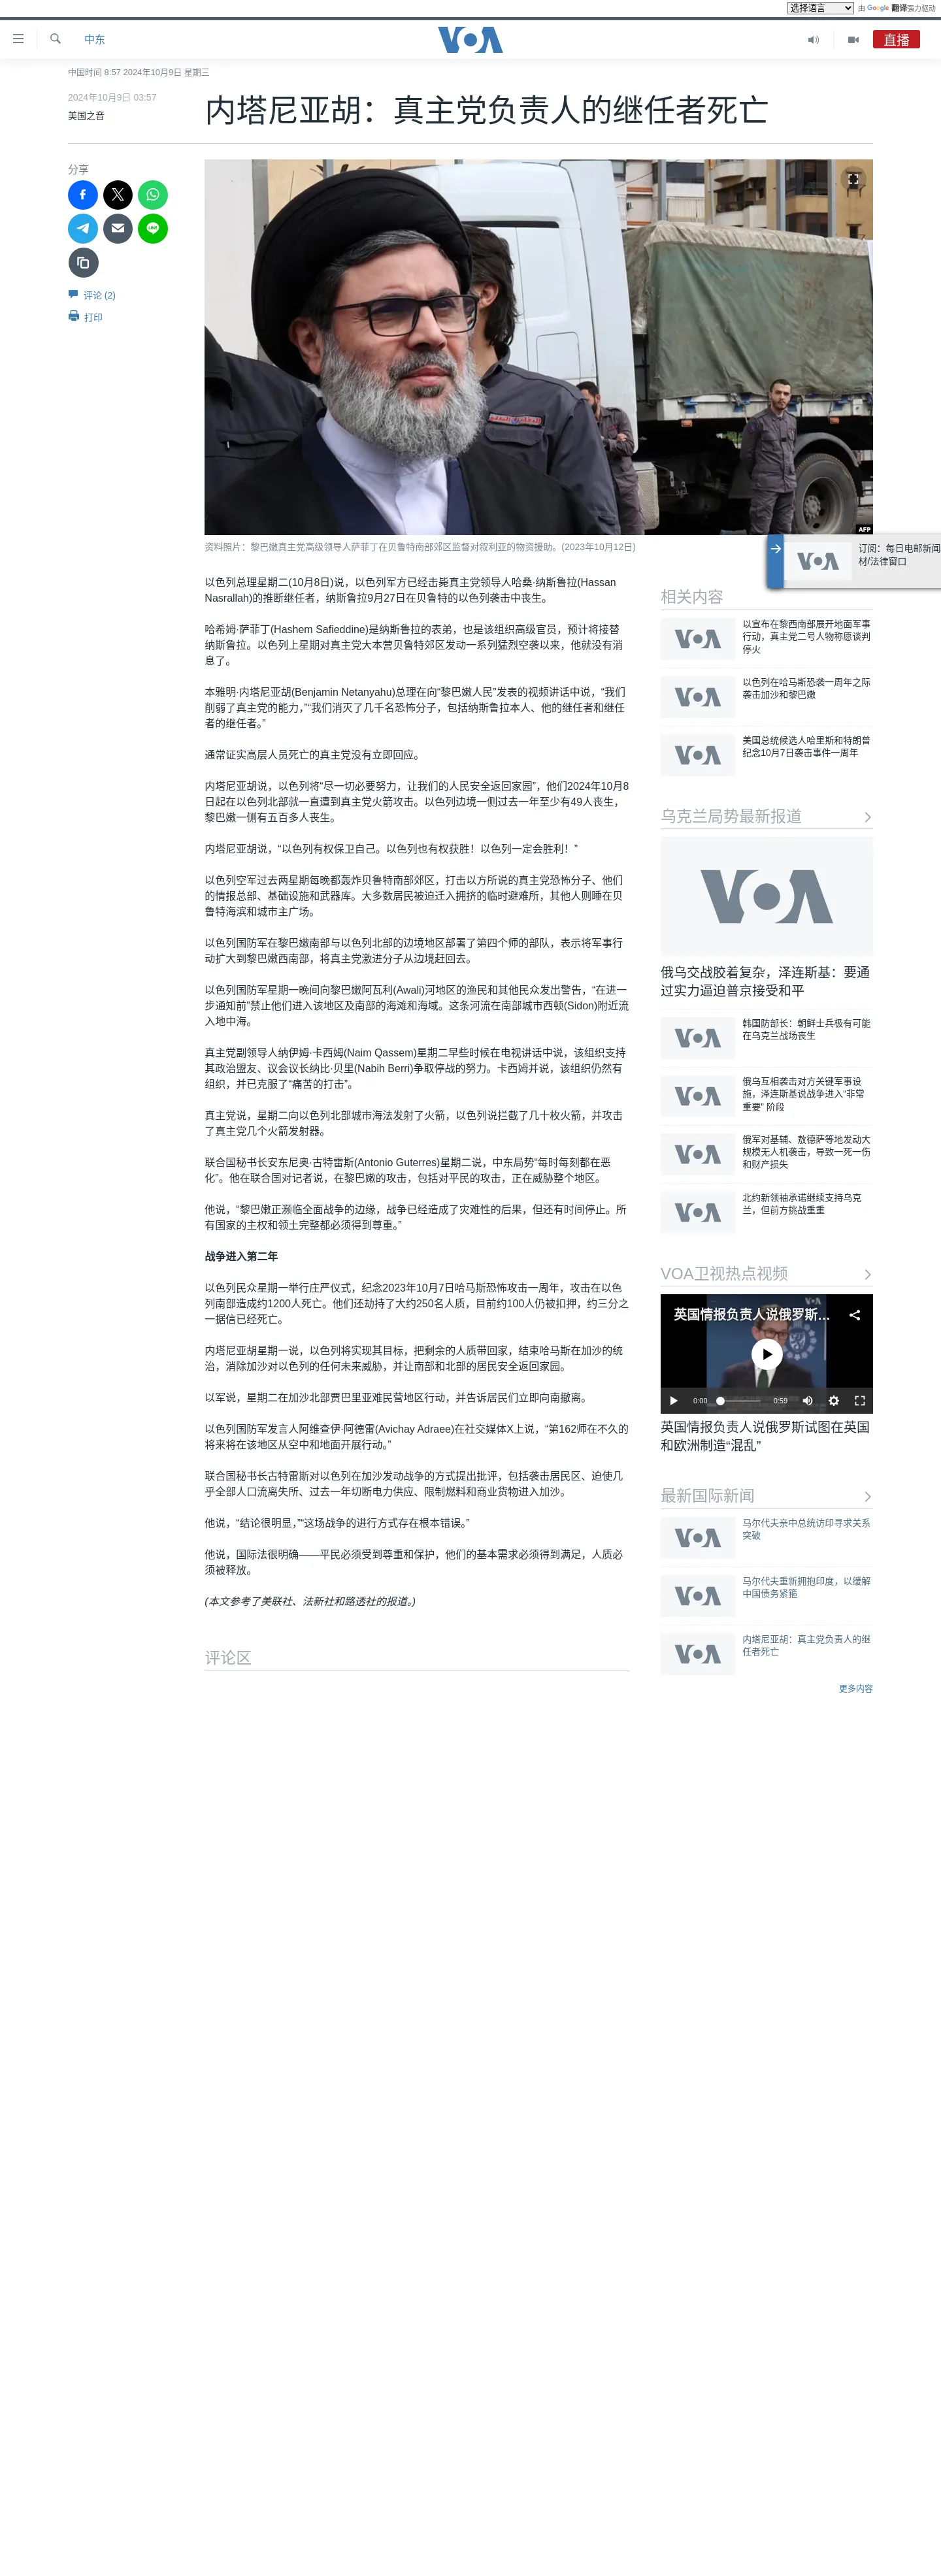 选择语言 由 Google 翻译强力驱动
中东
VOA
直播
中国时间 8:57 2024年10月9日 星期三
2024年10月9日 03:57
美国之音
内塔尼亚胡：真主党负责人的继任者死亡
分享
评论 (2)
打印
AFP
资料照片：黎巴嫩真主党高级领导人萨菲丁在贝鲁特南部郊区监督对叙利亚的物资援助。(2023年10月12日)
订阅：每日电邮新闻
材/法律窗口
以色列总理星期二(10月8日)说，以色列军方已经击毙真主党领导人哈桑·纳斯鲁拉(Hassan
Nasrallah)的推断继任者，纳斯鲁拉9月27日在贝鲁特的以色列袭击中丧生。
哈希姆·萨菲丁(Hashem Safieddine)是纳斯鲁拉的表弟，也是该组织高级官员，预计将接替
纳斯鲁拉。以色列上星期对真主党大本营贝鲁特郊区发动一系列猛烈空袭以来，他就没有消
息了。
本雅明·内塔尼亚胡(Benjamin Netanyahu)总理在向“黎巴嫩人民”发表的视频讲话中说，“我们
削弱了真主党的能力，”“我们消灭了几千名恐怖分子，包括纳斯鲁拉本人、他的继任者和继任
者的继任者。”
通常证实高层人员死亡的真主党没有立即回应。
内塔尼亚胡说，以色列将“尽一切必要努力，让我们的人民安全返回家园”，他们2024年10月8
日起在以色列北部就一直遭到真主党火箭攻击。以色列边境一侧过去一年至少有49人丧生，
黎巴嫩一侧有五百多人丧生。
内塔尼亚胡说，“以色列有权保卫自己。以色列也有权获胜！以色列一定会胜利！”
以色列空军过去两星期每晚都轰炸贝鲁特南部郊区，打击以方所说的真主党恐怖分子、他们
的情报总部、基础设施和武器库。大多数居民被迫迁入拥挤的临时避难所，其他人则睡在贝
鲁特海滨和城市主广场。
以色列国防军在黎巴嫩南部与以色列北部的边境地区部署了第四个师的部队，表示将军事行
动扩大到黎巴嫩西南部，将真主党激进分子从边境赶回去。
以色列国防军星期一晚间向黎巴嫩阿瓦利(Awali)河地区的渔民和其他民众发出警告，“在进一
步通知前”禁止他们进入该地区及南部的海滩和海域。这条河流在南部城市西顿(Sidon)附近流
入地中海。
真主党副领导人纳伊姆·卡西姆(Naim Qassem)星期二早些时候在电视讲话中说，该组织支持
其政治盟友、议会议长纳比·贝里(Nabih Berri)争取停战的努力。卡西姆并说，该组织仍然有
组织，并已克服了“痛苦的打击”。
真主党说，星期二向以色列北部城市海法发射了火箭，以色列说拦截了几十枚火箭，并攻击
了真主党几个火箭发射器。
联合国秘书长安东尼奥·古特雷斯(Antonio Guterres)星期二说，中东局势“每时每刻都在恶
化”。他在联合国对记者说，在黎巴嫩的攻击，包括对平民的攻击，正在威胁整个地区。
他说，“黎巴嫩正濒临全面战争的边缘，战争已经造成了灾难性的后果，但还有时间停止。所
有国家的主权和领土完整都必须得到尊重。”
战争进入第二年
以色列民众星期一举行庄严仪式，纪念2023年10月7日哈马斯恐怖攻击一周年，攻击在以色
列南部造成约1200人死亡。他们还劫持了大约250名人质，目前约100人仍被扣押，约三分之
一据信已经死亡。
内塔尼亚胡星期一说，以色列将实现其目标，把剩余的人质带回家，结束哈马斯在加沙的统
治，消除加沙对以色列的任何未来威胁，并让南部和北部的居民安全返回家园。
以军说，星期二在加沙北部贾巴里亚难民营地区行动，并告诉居民们立即向南撤离。
以色列国防军发言人阿维查伊·阿德雷(Avichay Adraee)在社交媒体X上说，“第162师在不久的
将来将在该地区从空中和地面开展行动。”
联合国秘书长古特雷斯对以色列在加沙发动战争的方式提出批评，包括袭击居民区、迫使几
乎全部人口流离失所、过去一年切断电力供应、限制燃料和商业货物进入加沙。
他说，“结论很明显，”“这场战争的进行方式存在根本错误。”
他说，国际法很明确——平民必须受到尊重和保护，他们的基本需求必须得到满足，人质必
须被释放。
(本文参考了美联社、法新社和路透社的报道。)
评论区
相关内容
VOA
以宣布在黎西南部展开地面军事
行动，真主党二号人物称愿谈判
停火
VOA
以色列在哈马斯恐袭一周年之际
袭击加沙和黎巴嫩
VOA
美国总统候选人哈里斯和特朗普
纪念10月7日袭击事件一周年
乌克兰局势最新报道
VOA
俄乌交战胶着复杂，泽连斯基：要通
过实力逼迫普京接受和平
VOA
韩国防部长：朝鲜士兵极有可能
在乌克兰战场丧生
VOA
俄乌互相袭击对方关键军事设
施，泽连斯基说战争进入“非常
重要” 阶段
VOA
俄军对基辅、敖德萨等地发动大
规模无人机袭击，导致一死一伤
和财产损失
VOA
北约新领袖承诺继续支持乌克
兰，但前方挑战重重
VOA卫视热点视频
英国情报负责人说俄罗斯...
0:00 0:59
英国情报负责人说俄罗斯试图在英国
和欧洲制造“混乱”
最新国际新闻
VOA
马尔代夫亲中总统访印寻求关系
突破
VOA
马尔代夫重新拥抱印度，以缓解
中国债务紧箍
VOA
内塔尼亚胡：真主党负责人的继
任者死亡
更多内容